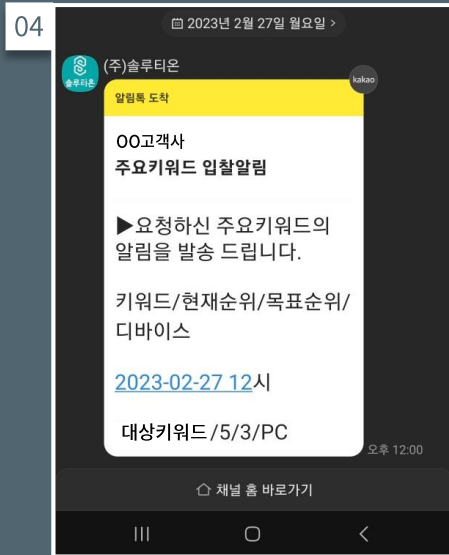 04
2023년 2월 27일 월요일 >
(주)솔루티온
솔루티온
kakao
알림톡 도착
OO고객사
주요키워드 입찰알림
▶요청하신 주요키워드의
알림을 발송 드립니다.
키워드/현재순위/목표순위/
디바이스
2023-02-27 12시
대상키워드/5/3/PC
오후 12:00
채널 홈 바로가기